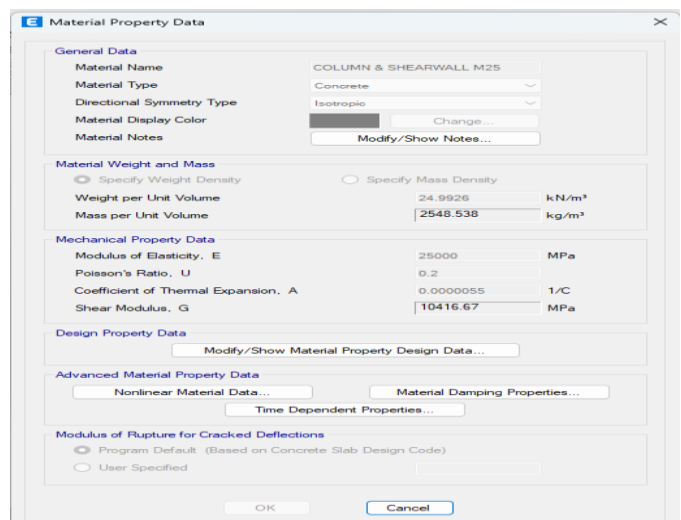 E Material Property Data
General Data
Material Name COLUMN & SHEARWALL M25
Material Type Concrete
Directional Symmetry Type Isotropic
Material Display Color Change...
Material Notes Modify/Show Notes...
Material Weight and Mass
Specify Weight Density Specify Mass Density
Weight per Unit Volume 24.9926 kN/m³
Mass per Unit Volume 2548.538 kg/m³
Mechanical Property Data
Modulus of Elasticity, E 25000 MPa
Poisson's Ratio, U 0.2
Coefficient of Thermal Expansion, A 0.0000055 1/C
Shear Modulus, G 10416.67 MPa
Design Property Data
Modify/Show Material Property Design Data...
Advanced Material Property Data
Nonlinear Material Data... Material Damping Properties...
Time Dependent Properties...
Modulus of Rupture for Cracked Deflections
Program Default (Based on Concrete Slab Design Code)
User Specified
OK Cancel